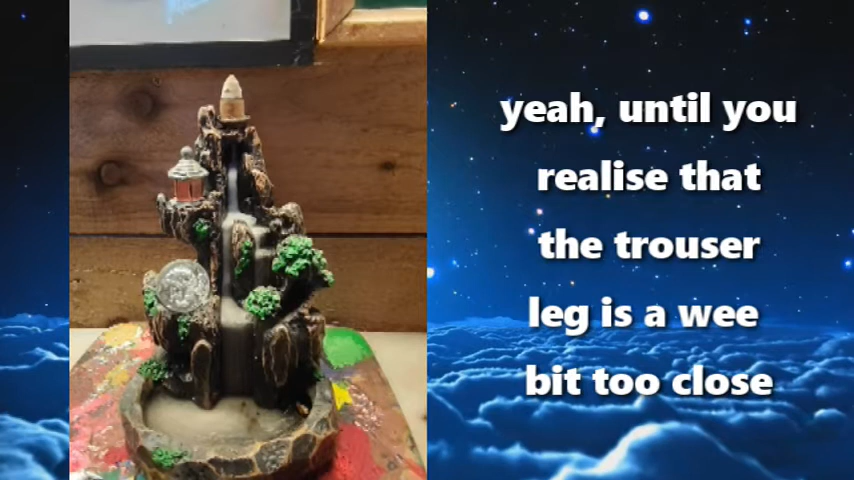 yeah, until you
realise that
the trouser
leg is a wee
bit too close